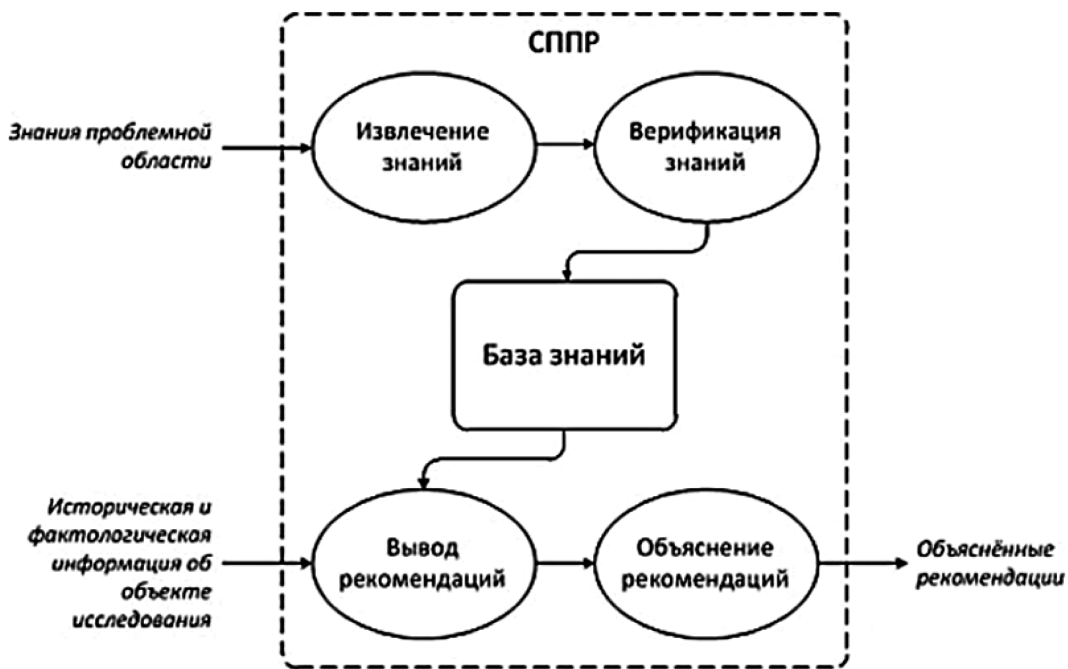 СППР
Знания проблемной
области
Извлечение
знаний
Верификация
знаний
База знаний
Историческая и
фактологическая
информация об
объекте
исследования
Вывод
рекомендаций
Объяснение
рекомендаций
Объяснённые
рекомендации